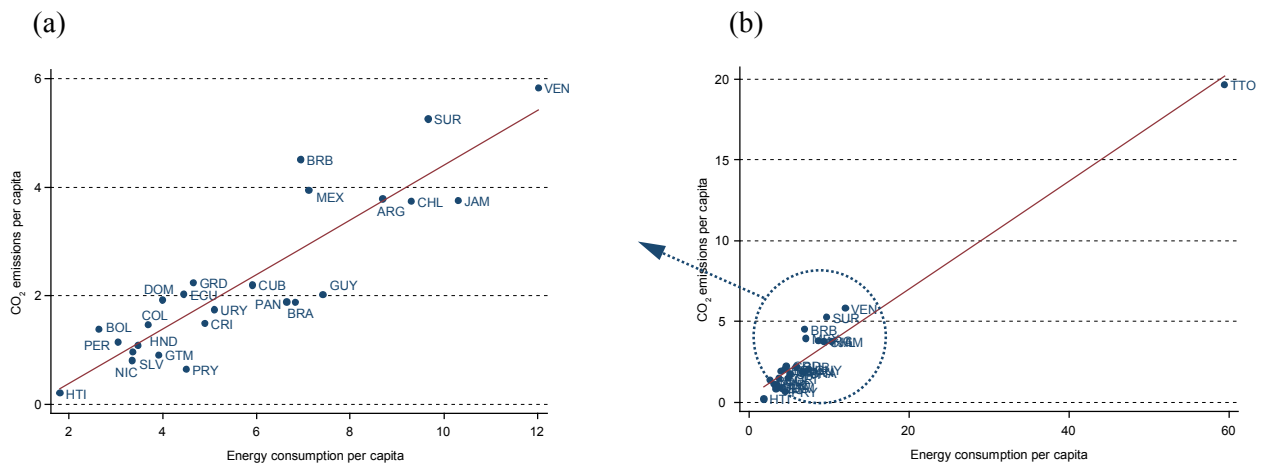 (a)
(b)
6
4
2
0
CO2 emissions per capita
VEN
SUR
BRB
MEX
ARG
CHL
JAM
GRD
DOM
ECU
CUB
GUY
PAN
BRA
URY
COL
CRI
BOL
PER
HND
GTM
SLV
NIC
PRY
HTI
2
4
6
8
10
12
Energy consumption per capita
20
15
10
5
0
CO2 emissions per capita
TTO
VEN
SUR
BRB
HTI
0
20
40
60
Energy consumption per capita